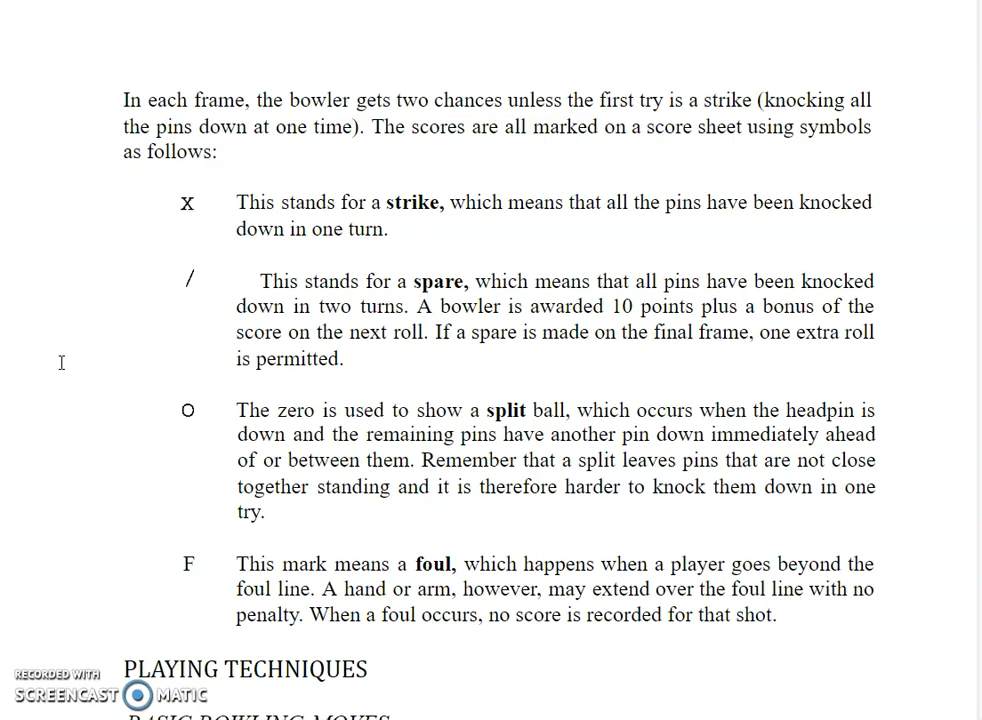 In each frame, the bowler gets two chances unless the first try is a strike (knocking all
the pins down at one time). The scores are all marked on a score sheet using symbols
as follows:
X This stands for a strike, which means that all the pins have been knocked
down in one turn.
/ This stands for a spare, which means that all pins have been knocked
down in two turns. A bowler is awarded 10 points plus a bonus of the
score on the next roll. If a spare is made on the final frame, one extra roll
is permitted.
O The zero is used to show a split ball, which occurs when the headpin is
down and the remaining pins have another pin down immediately ahead
of or between them. Remember that a split leaves pins that are not close
together standing and it is therefore harder to knock them down in one
try.
F This mark means a foul, which happens when a player goes beyond the
foul line. A hand or arm, however, may extend over the foul line with no
penalty. When a foul occurs, no score is recorded for that shot.
PLAYING TECHNIQUES
BASIC BOWLING MOVES
RECORDED WITH
SCREENCAST MATIC